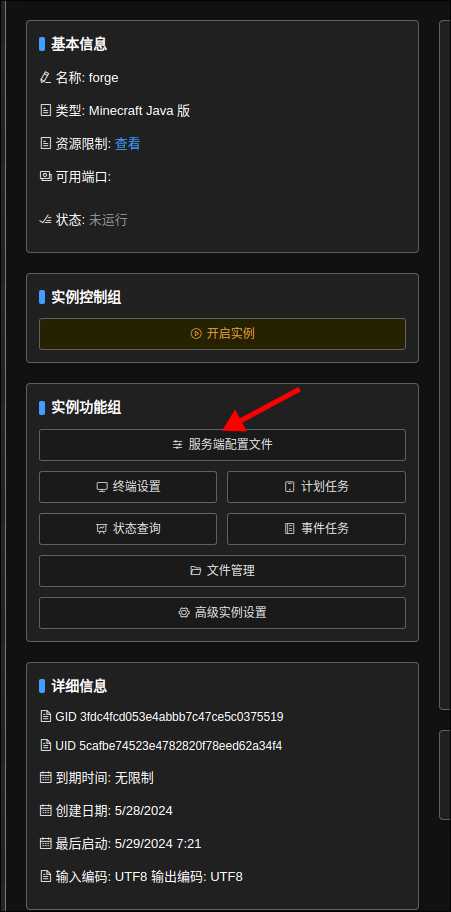 基本信息
名称: forge
类型: Minecraft Java 版
资源限制: 查看
可用端口:
状态: 未运行
实例控制组
开启实例
实例功能组
服务端配置文件
终端设置 计划任务
状态查询 事件任务
文件管理
高级实例设置
详细信息
GID 3fdc4fcd053e4abbb7c47ce5c0375519
UID 5cafbe74523e4782820f78eed62a34f4
到期时间: 无限制
创建日期: 5/28/2024
最后启动: 5/29/2024 7:21
输入编码: UTF8 输出编码: UTF8